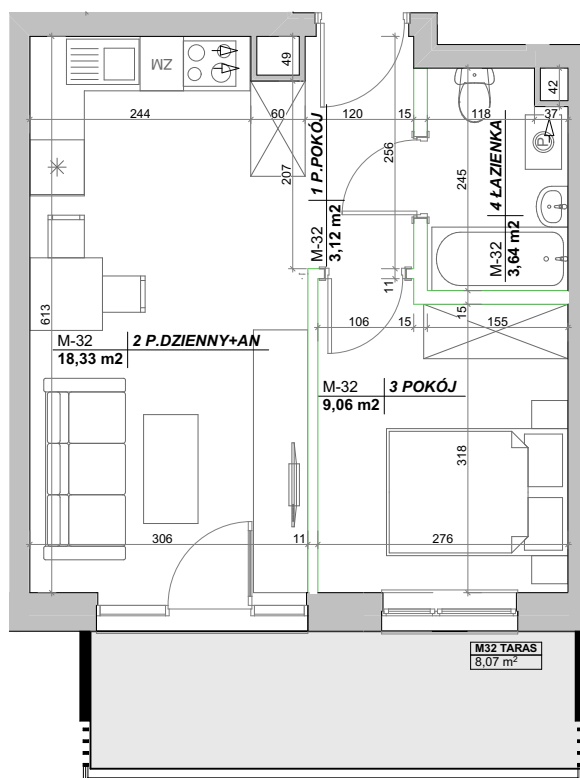 49
ZM
42
244
60
120
15
118
37
P
207
1 P.POKÓJ
M-32
3,12 m2
256
245
4 ŁAZIENKA
M-32
3,64 m2
11
15
106
15
155
613
M-32
2 P.DZIENNY+AN
18,33 m2
M-32
3 POKÓJ
9,06 m2
318
306
11
276
M32 TARAS
8,07 m²